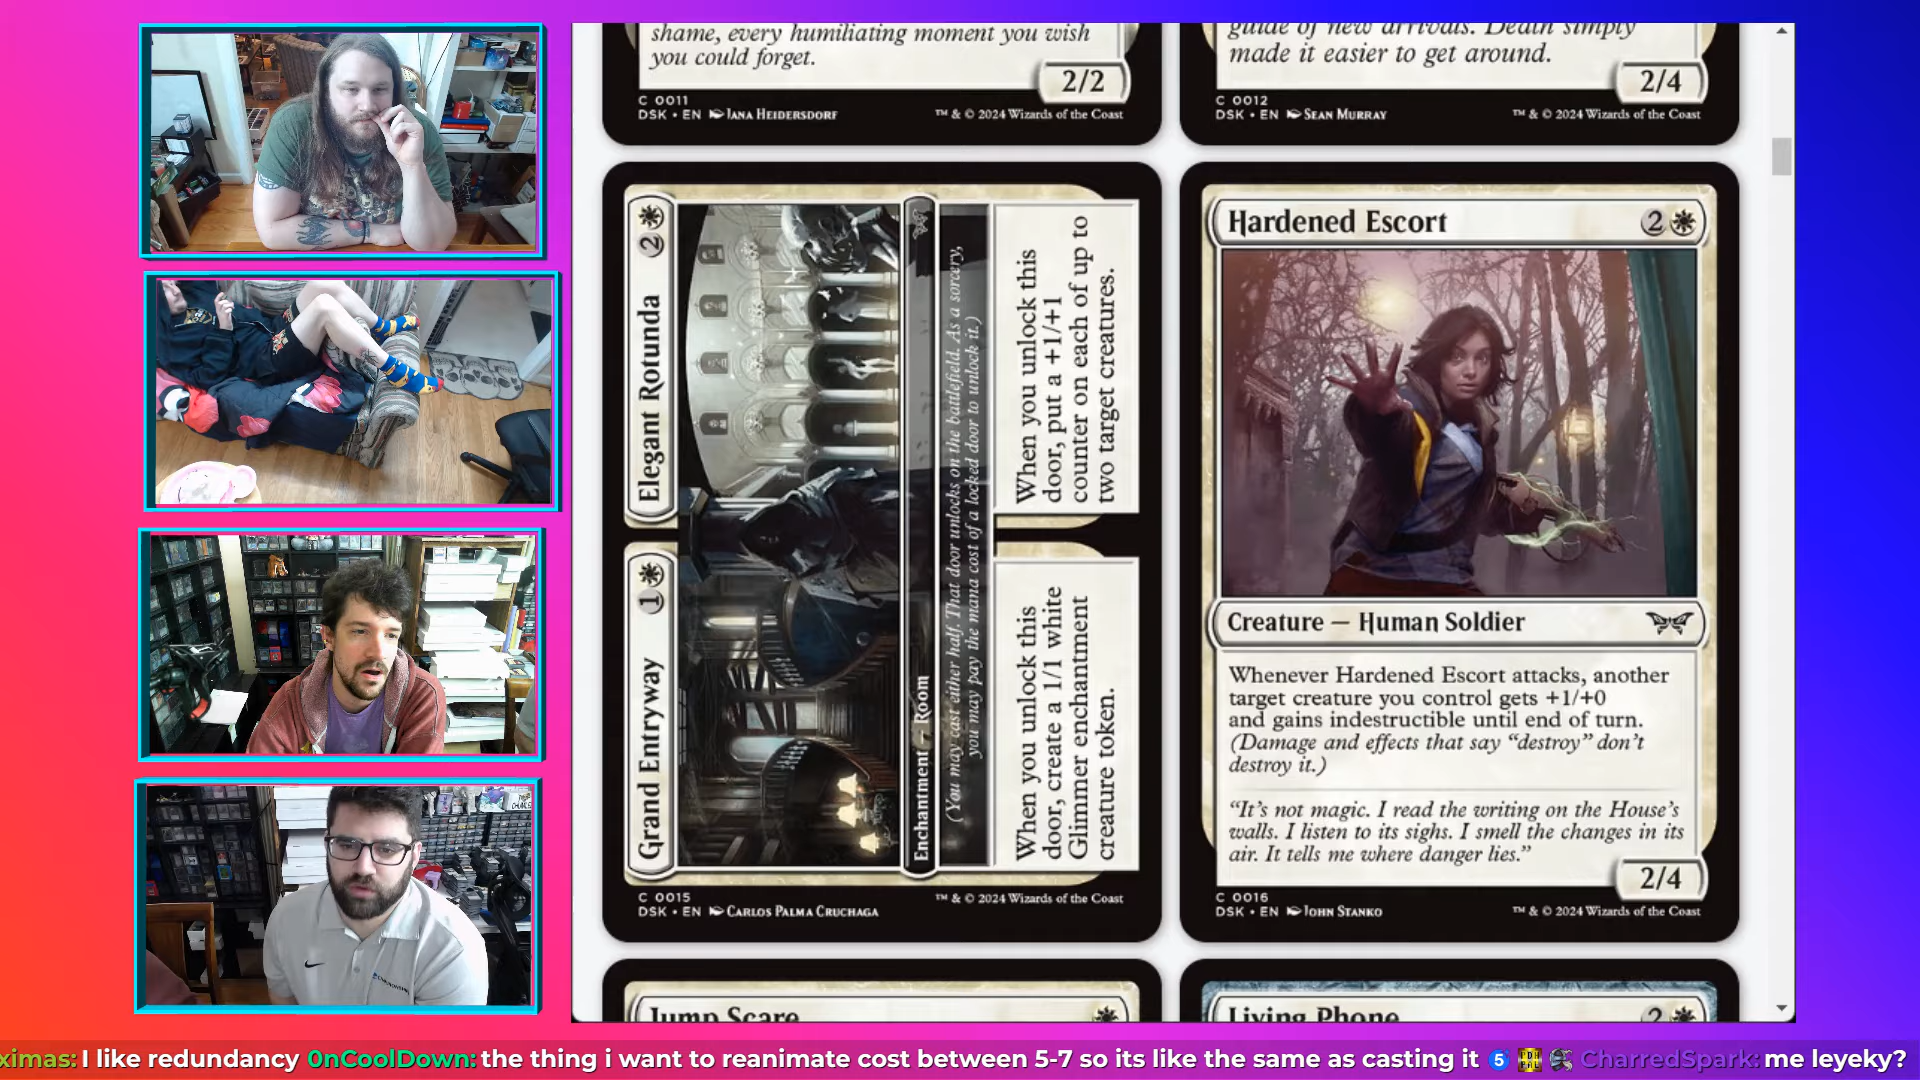 shame, every humiliating moment you wish
you could forget.
2/2
C 0011
DSK • EN IANA HEIDERSDORF
™ & © 2024 Wizards of the Coast
guide of new arrivals. Death simply
made it easier to get around.
2/4
C 0012
DSK • EN SEAN MURRAY
™ & © 2024 Wizards of the Coast
Grand Entryway 1
When you unlock this
door, create a 1/1 white
Glimmer enchantment
creature token.
Elegant Rotunda 2
When you unlock this
door, put a +1/+1
counter on each of up to
two target creatures.
Enchantment – Room
(You may cast either half. That door unlocks on the battlefield. As a sorcery,
you may pay the mana cost of a locked door to unlock it.)
C 0015
DSK • EN CARLOS PALMA CRUCHAGA
™ & © 2024 Wizards of the Coast
Hardened Escort 2
Creature — Human Soldier
Whenever Hardened Escort attacks, another
target creature you control gets +1/+0
and gains indestructible until end of turn.
(Damage and effects that say “destroy” don’t
destroy it.)
“It’s not magic. I read the writing on the House’s
walls. I listen to its sighs. I smell the changes in its
air. It tells me where danger lies.”
2/4
C 0016
DSK • EN JOHN STANKO
™ & © 2024 Wizards of the Coast
Jump Scare
Living Phone 2
ximas: I like redundancy 0nCoolDown: the thing i want to reanimate cost between 5-7 so its like the same as casting it 5 CharredSpark: me leyeky?